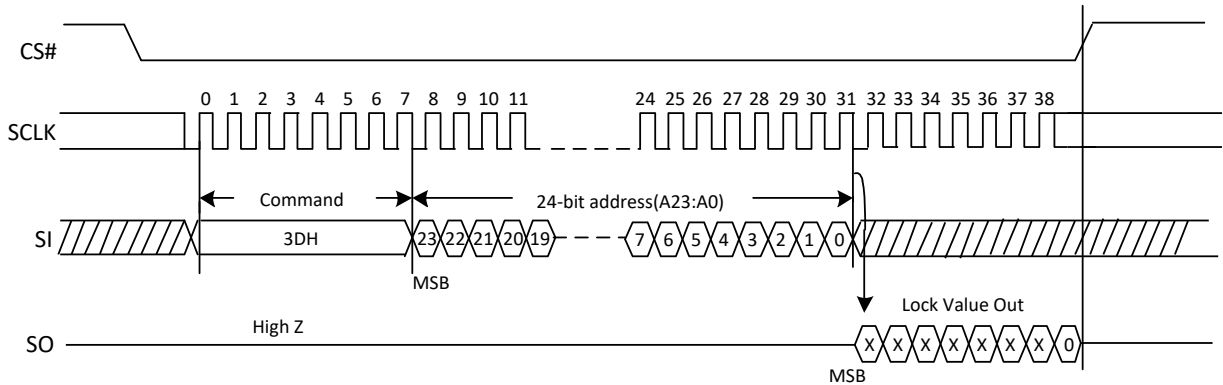 CS#
0 1 2 3 4 5 6 7 8 9 10 11 24 25 26 27 28 29 30 31 32 33 34 35 36 37 38
SCLK
Command 24-bit address(A23:A0)
SI 3DH 23 22 21 20 19 7 6 5 4 3 2 1 0
MSB
Lock Value Out
High Z
SO X X X X X X X 0
MSB